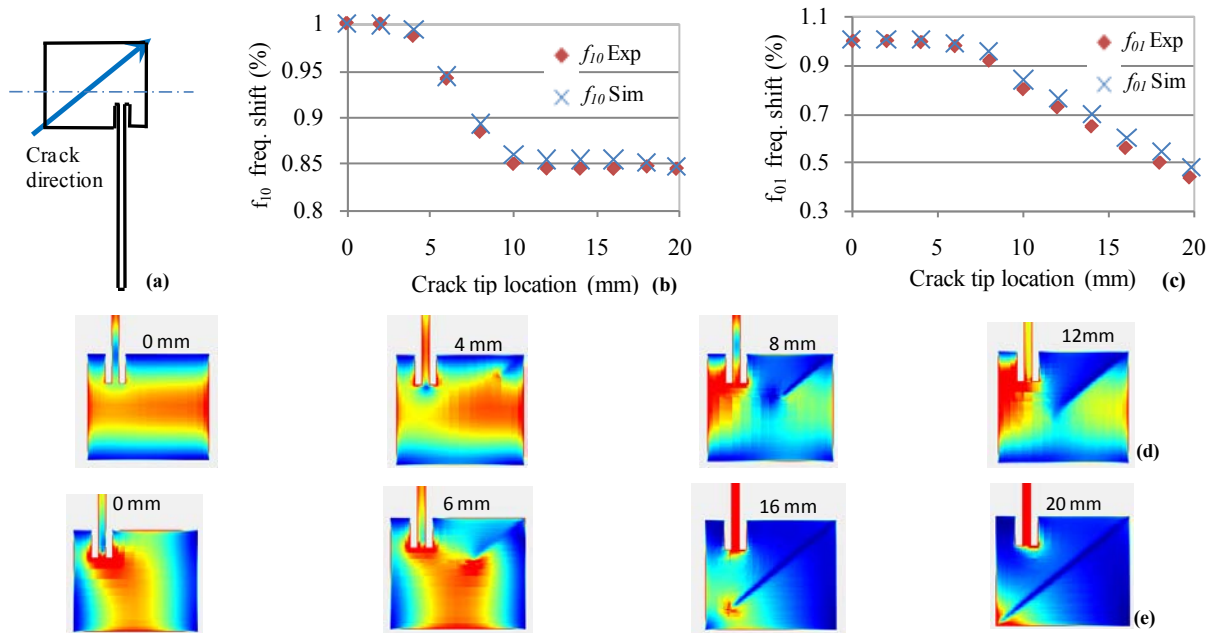 Crack
direction
(a)
f10 freq. shift (%)
1
0.95
0.9
0.85
0.8
f10 Exp
f10 Sim
0
5
10
15
20
Crack tip location (mm)
(b)
f01 freq. shift (%)
1.1
0.9
0.7
0.5
0.3
f01 Exp
f01 Sim
0
5
10
15
20
Crack tip location (mm)
(c)
0 mm
4 mm
8 mm
12mm
(d)
0 mm
6 mm
16 mm
20 mm
(e)